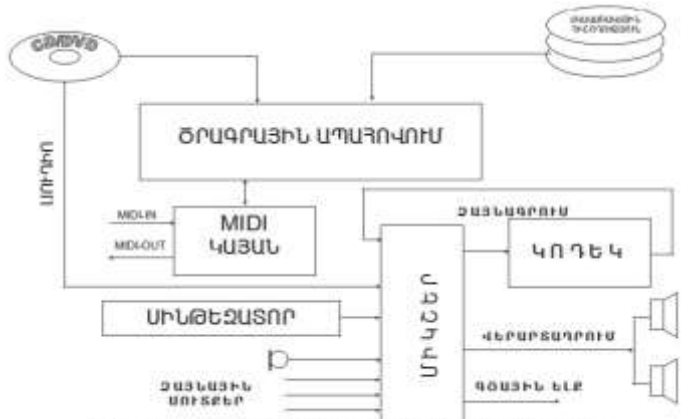 CD/DVD
ԾՐԱԳՐԱՅԻՆ ԱՊԱՀՈՎՈՒՄ
ԱՈՒԴԻՈ
MIDI-IN
MIDI-OUT
MIDI
ԿԱՅԱՆ
ՁԱՅՆԱԳՐՈՒՄ
ԿՈԴԵԿ
ՄԻԿՇԵՐ
ՍԻՆԹԵԶԱՏՈՐ
ՎԵՐԱՐՏԱԴՐՈՒՄ
ՁԱՅՆԱՅԻՆ
ՄՈՒՏՔԵՐ
ԳԾԱՅԻՆ ԵԼՔ